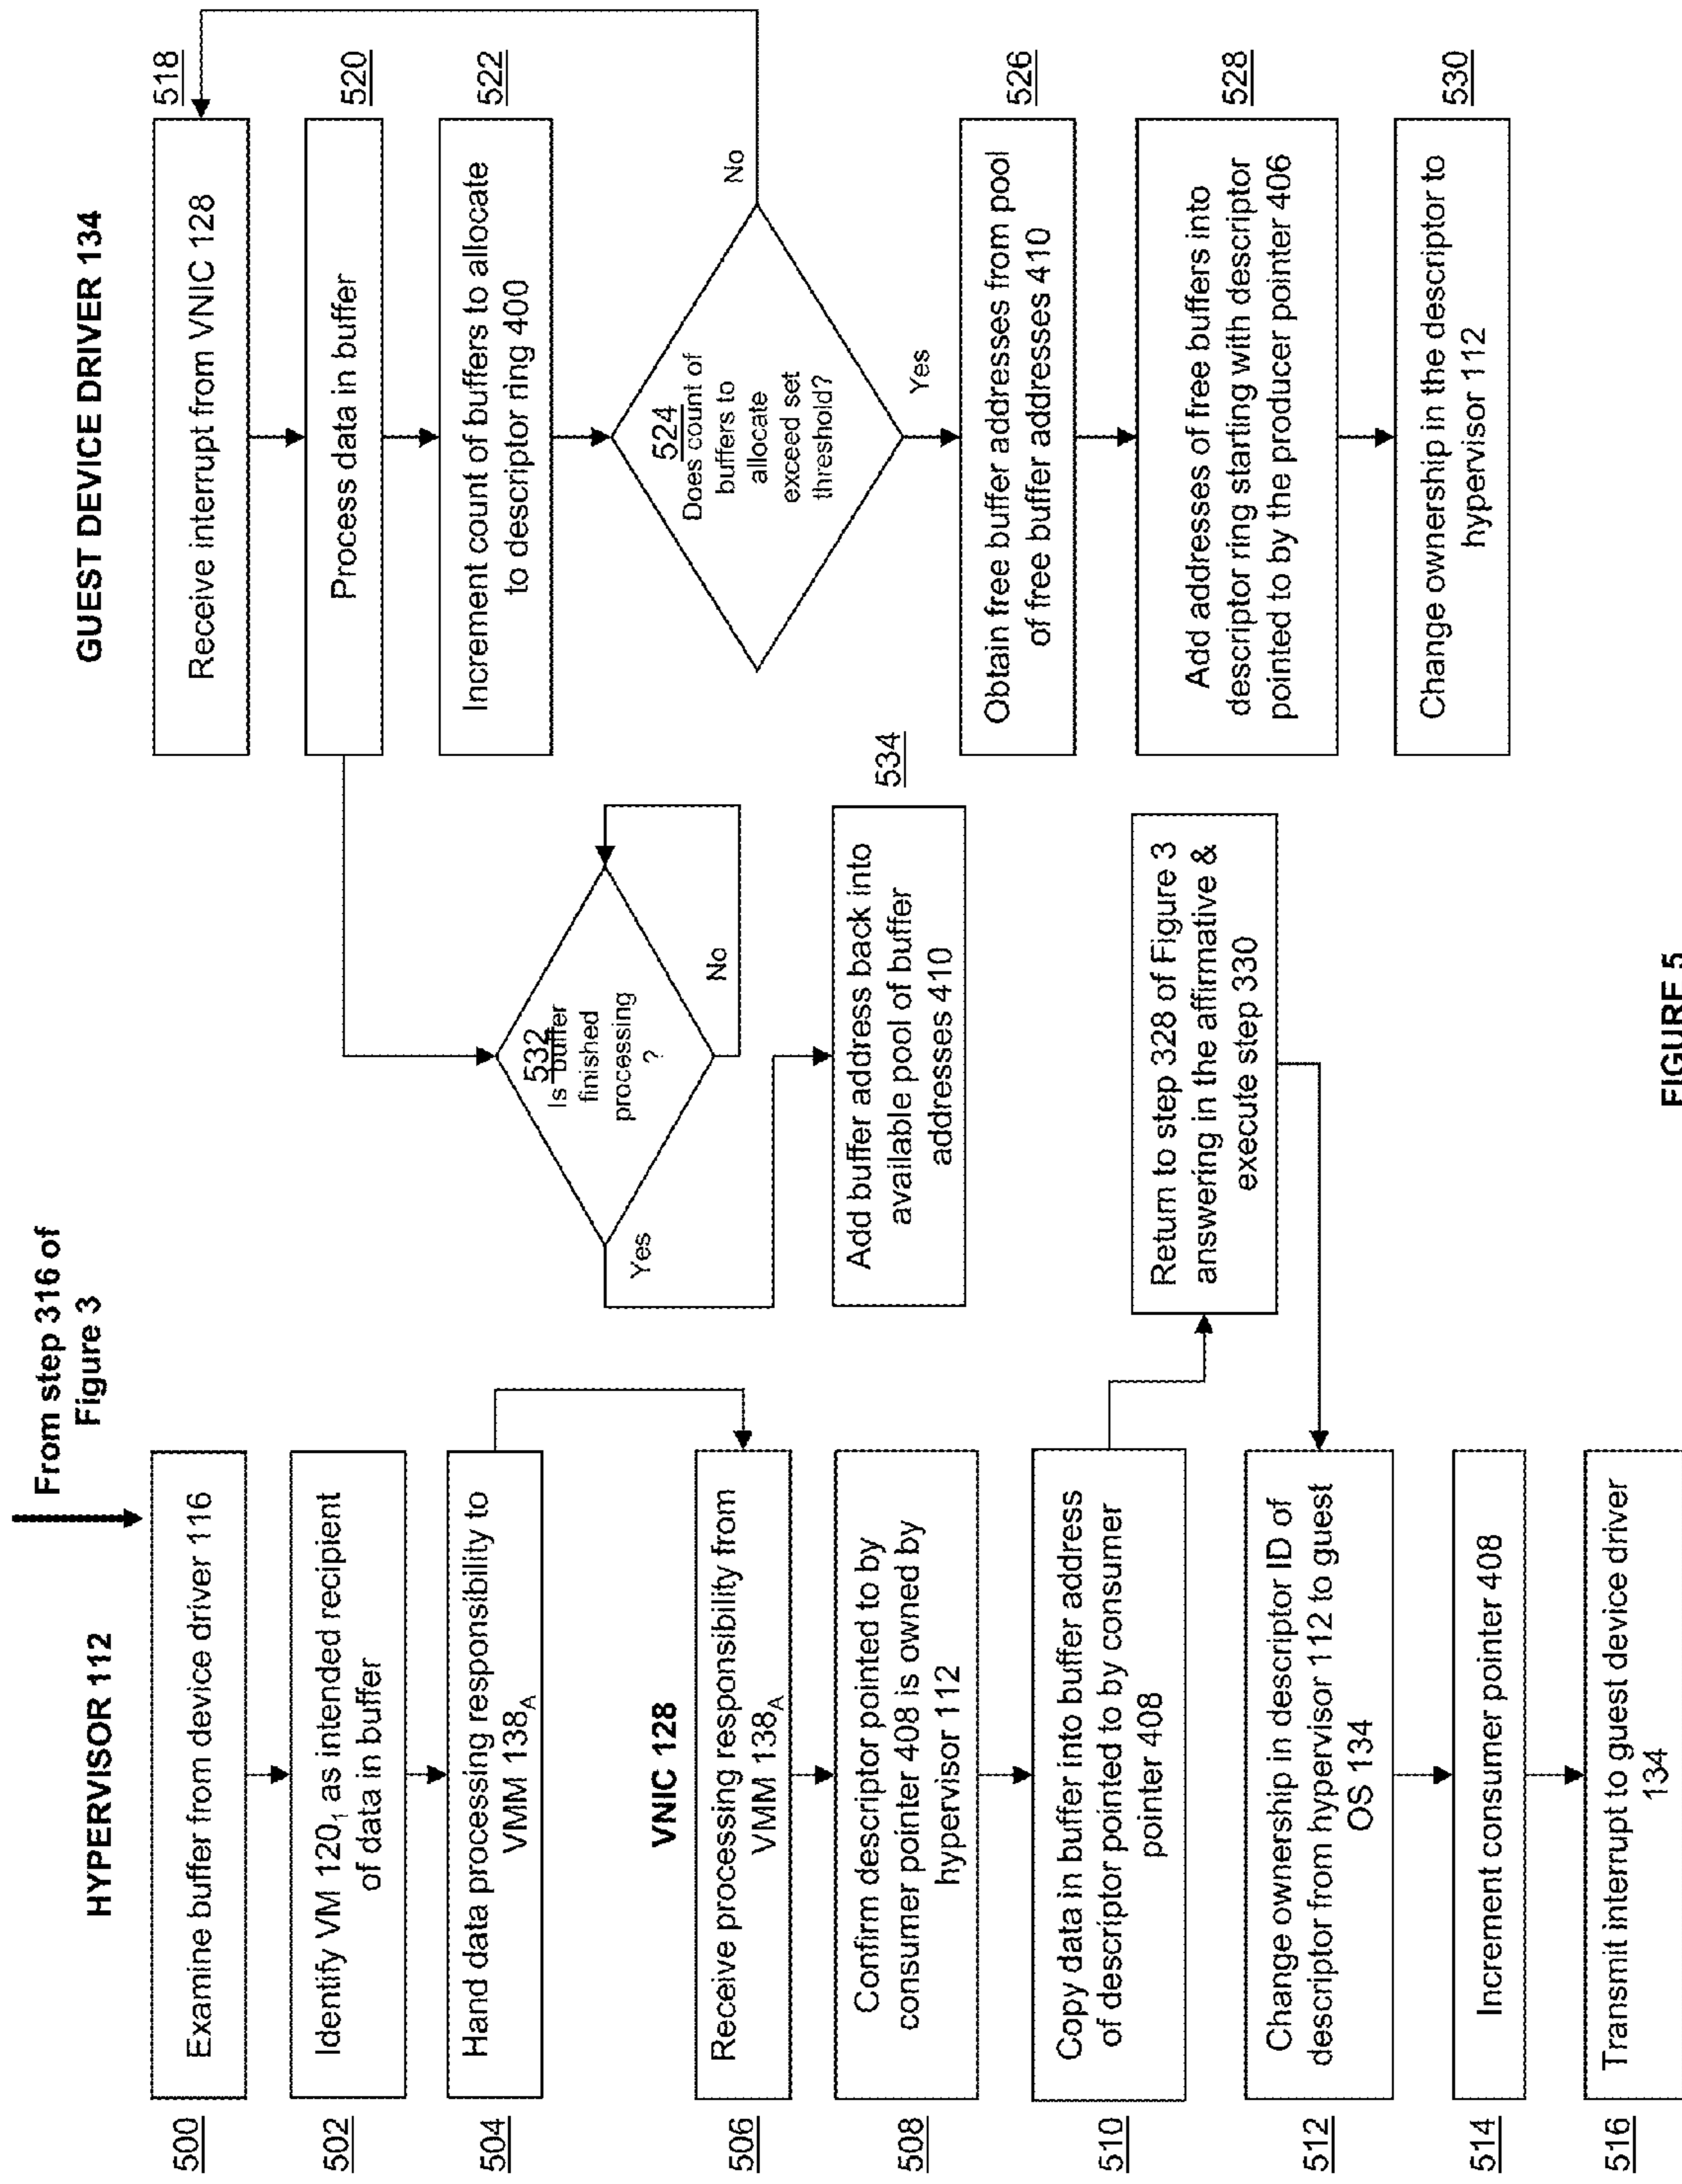 From step 316 of
Figure 3
HYPERVISOR 112
500
Examine buffer from device driver 116
502
Identify VM 120₁ as intended recipient
of data in buffer
504
Hand data processing responsibility to
VMM 138A
VNIC 128
506
Receive processing responsibility from
VMM 138A
508
Confirm descriptor pointed to by
consumer pointer 408 is owned by
hypervisor 112
510
Copy data in buffer into buffer address
of descriptor pointed to by consumer
pointer 408
Return to step 328 of Figure 3
answering in the affirmative &
execute step 330
512
Change ownership in descriptor ID of
descriptor from hypervisor 112 to guest
OS 134
514
Increment consumer pointer 408
516
Transmit interrupt to guest device driver
134
GUEST DEVICE DRIVER 134
518
Receive interrupt from VNIC 128
520
Process data in buffer
522
Increment count of buffers to allocate
to descriptor ring 400
524
Does count of
buffers to
allocate
exceed set
threshold?
No
Yes
526
Obtain free buffer addresses from pool
of free buffer addresses 410
528
Add addresses of free buffers into
descriptor ring starting with descriptor
pointed to by the producer pointer 406
530
Change ownership in the descriptor to
hypervisor 112
532
Is buffer
finished
processing
?
No
Yes
534
Add buffer address back into
available pool of buffer
addresses 410
FIGURE 5